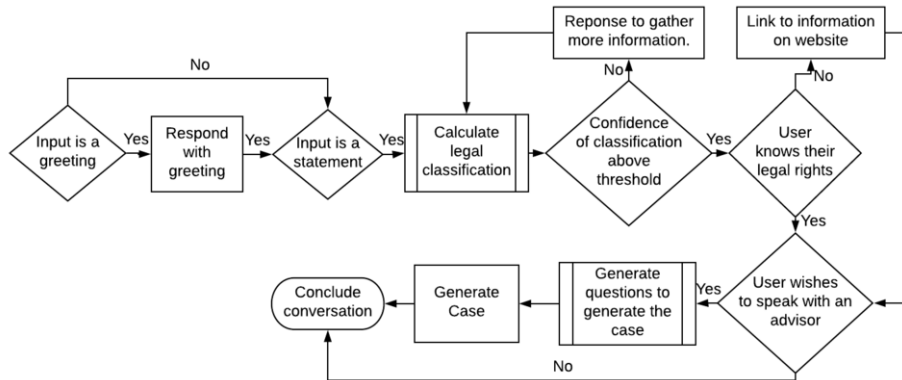 Reponse to gather
more information.
Link to information
on website
No
No
No
Input is a
greeting
Yes
Respond
with
greeting
Yes
Input is a
statement
Yes
Calculate
legal
classification
Confidence
of classification
above
threshold
Yes
User
knows their
legal rights
Yes
Conclude
conversation
Generate
Case
Generate
questions to
generate the
case
Yes
User wishes
to speak with an
advisor
No